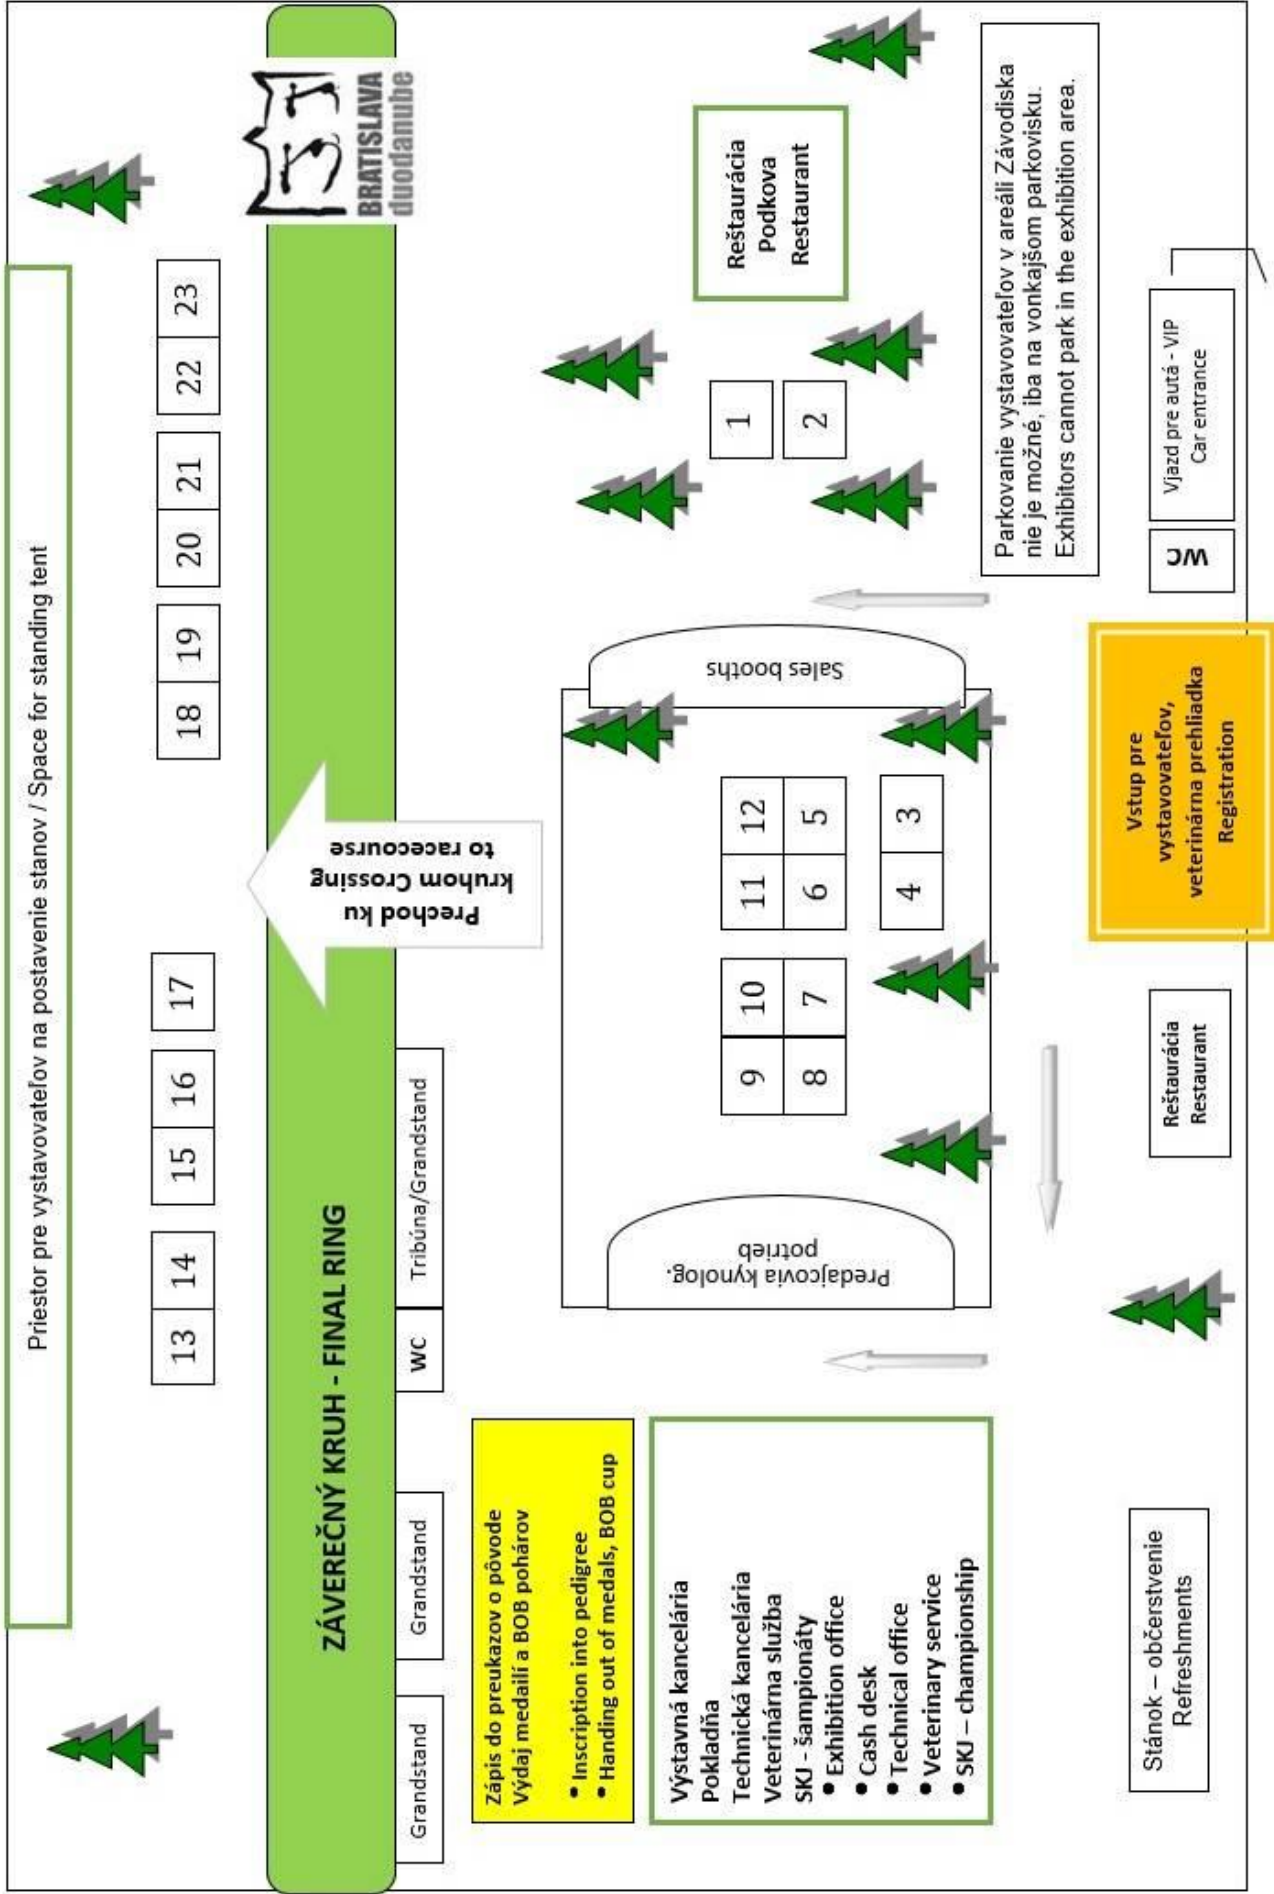 Priestor pre vystavovateľov na postavenie stanov / Space for standing tent
13
14
15
16
17
18
19
20
21
22
23
ZÁVEREČNÝ KRUH - FINAL RING
BRATISLAVA
duodanube
Prechod ku
kruhom Crossing
to racecourse
Grandstand
Grandstand
WC
Tribúna/Grandstand
Zápis do preukazov o pôvode
Výdaj medailí a BOB pohárov
• Inscription into pedigree
• Handing out of medals, BOB cup
Výstavná kancelária
Pokladňa
Technická kancelária
Veterinárna služba
SKJ - šampionáty
• Exhibition office
• Cash desk
• Technical office
• Veterinary service
• SKJ – championship
Predajcovia kynolog.
potrieb
9
10
11
12
8
7
6
5
4
3
Sales booths
1
2
Reštaurácia
Podkova
Restaurant
Parkovanie vystavovateľov v areáli Závodiska
nie je možné, iba na vonkajšom parkovisku.
Exhibitors cannot park in the exhibition area.
Stánok – občerstvenie
Refreshments
Reštaurácia
Restaurant
Vstup pre
vystavovateľov,
veterinárna prehliadka
Registration
WC
Vjazd pre autá - VIP
Car entrance